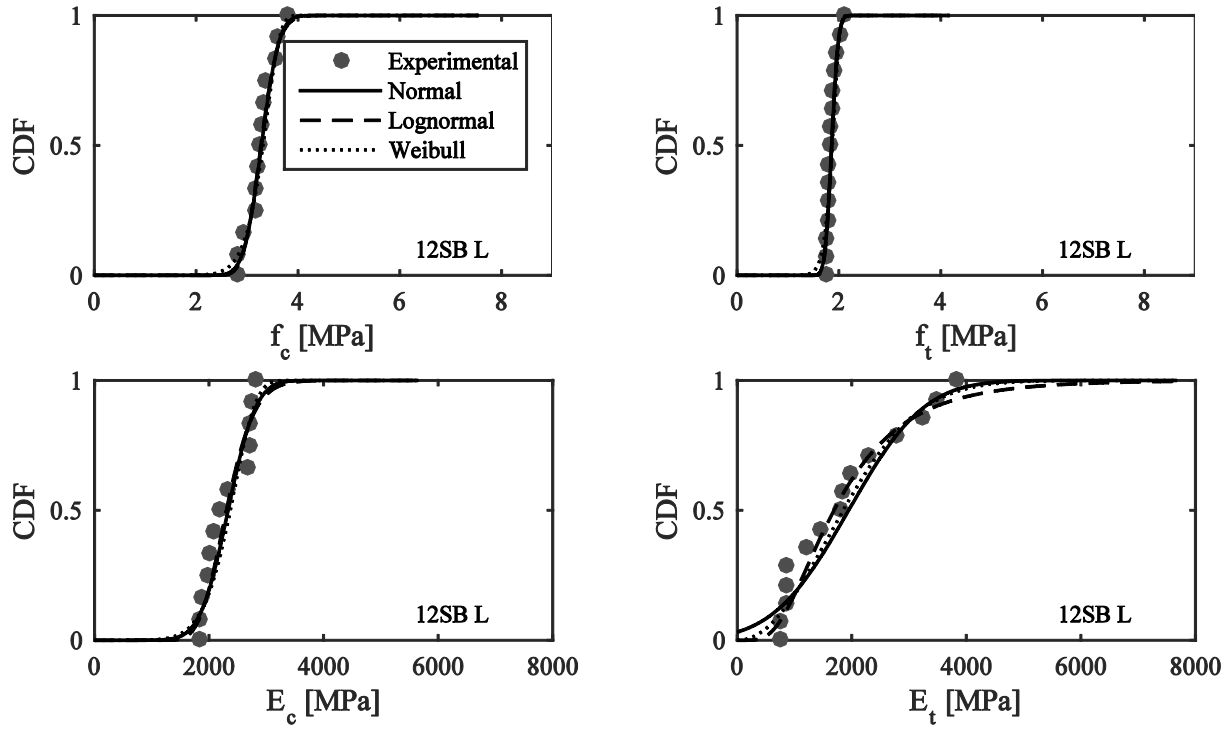 1
0.5
0
CDF
0 2 4 6 8
f_c [MPa]
Experimental
Normal
Lognormal
Weibull
12SB L
1
0.5
0
CDF
0 2 4 6 8
f_t [MPa]
12SB L
1
0.5
0
CDF
0 2000 4000 6000 8000
E_c [MPa]
12SB L
1
0.5
0
CDF
0 2000 4000 6000 8000
E_t [MPa]
12SB L